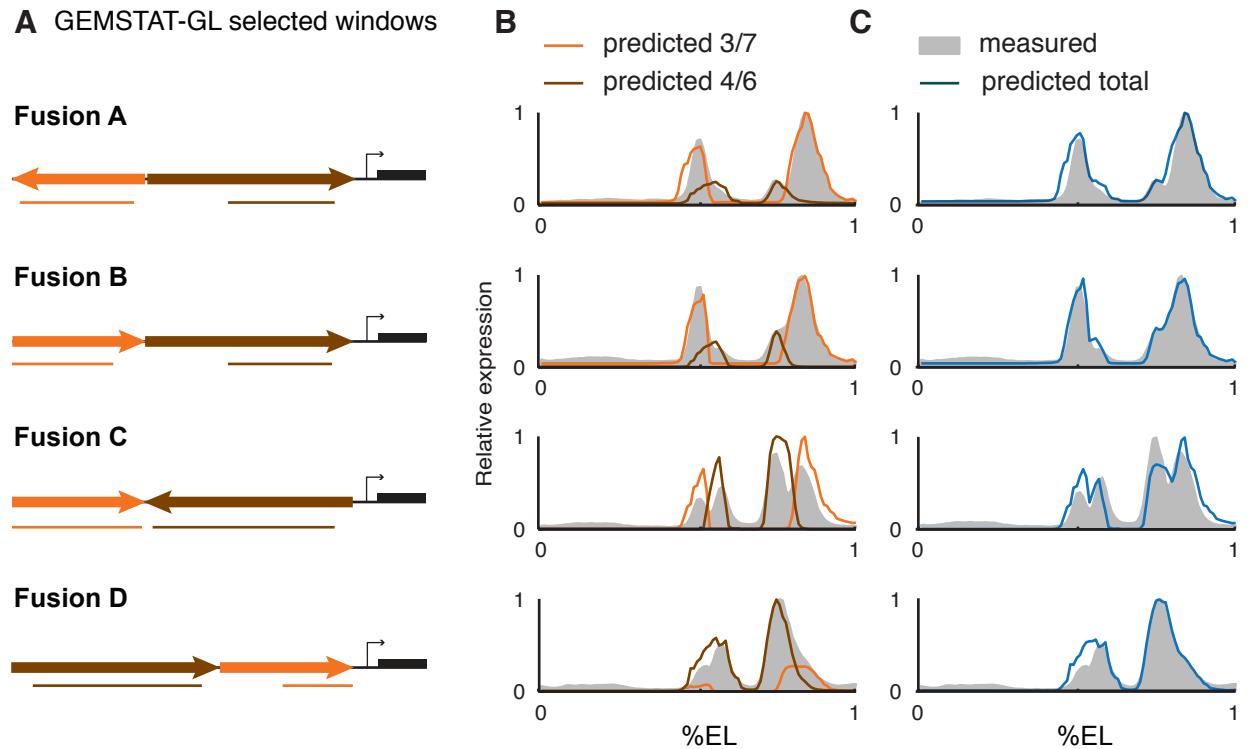 A GEMSTAT-GL selected windows
B
predicted 3/7
predicted 4/6
C
measured
predicted total
Fusion A
1
0
0
1
1
0
0
1
Fusion B
1
0
0
1
1
0
0
1
Relative expression
Fusion C
1
0
0
1
1
0
0
1
Fusion D
1
0
0
1
%EL
1
0
0
1
%EL